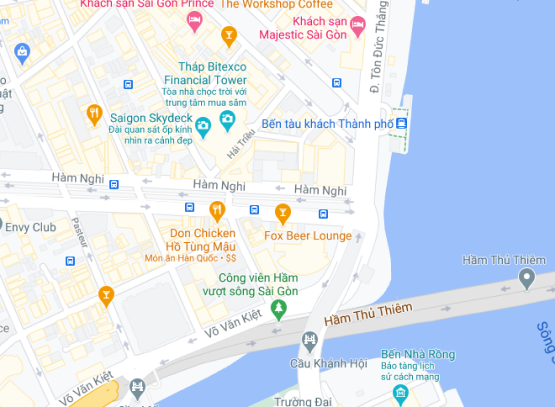 Khách sạn Sài Gòn Prince
The Workshop Coffee
Khách sạn
Majestic Sài Gòn
Đ. Tôn Đức Thắng
Tháp Bitexco
Financial Tower
Tòa nhà chọc trời với
trung tâm mua sắm
Saigon Skydeck
Đài quan sát ốp kính
nhìn ra cảnh đẹp
Bến tàu khách Thành phố
Hải Triều
Hàm Nghi
Hàm Nghi
Hàm Nghi
Envy Club
Pasteur
Don Chicken
Hồ Tùng Mậu
Món ăn Hàn Quốc • $$
Fox Beer Lounge
Công viên Hầm
vượt sông Sài Gòn
Hầm Thủ Thiêm
Võ Văn Kiệt
Hầm Thủ Thiêm
Cầu Khánh Hội
Bến Nhà Rồng
Bảo tàng lịch
sử cách mạng
Võ Văn Kiệt
Sông
Trường Đại